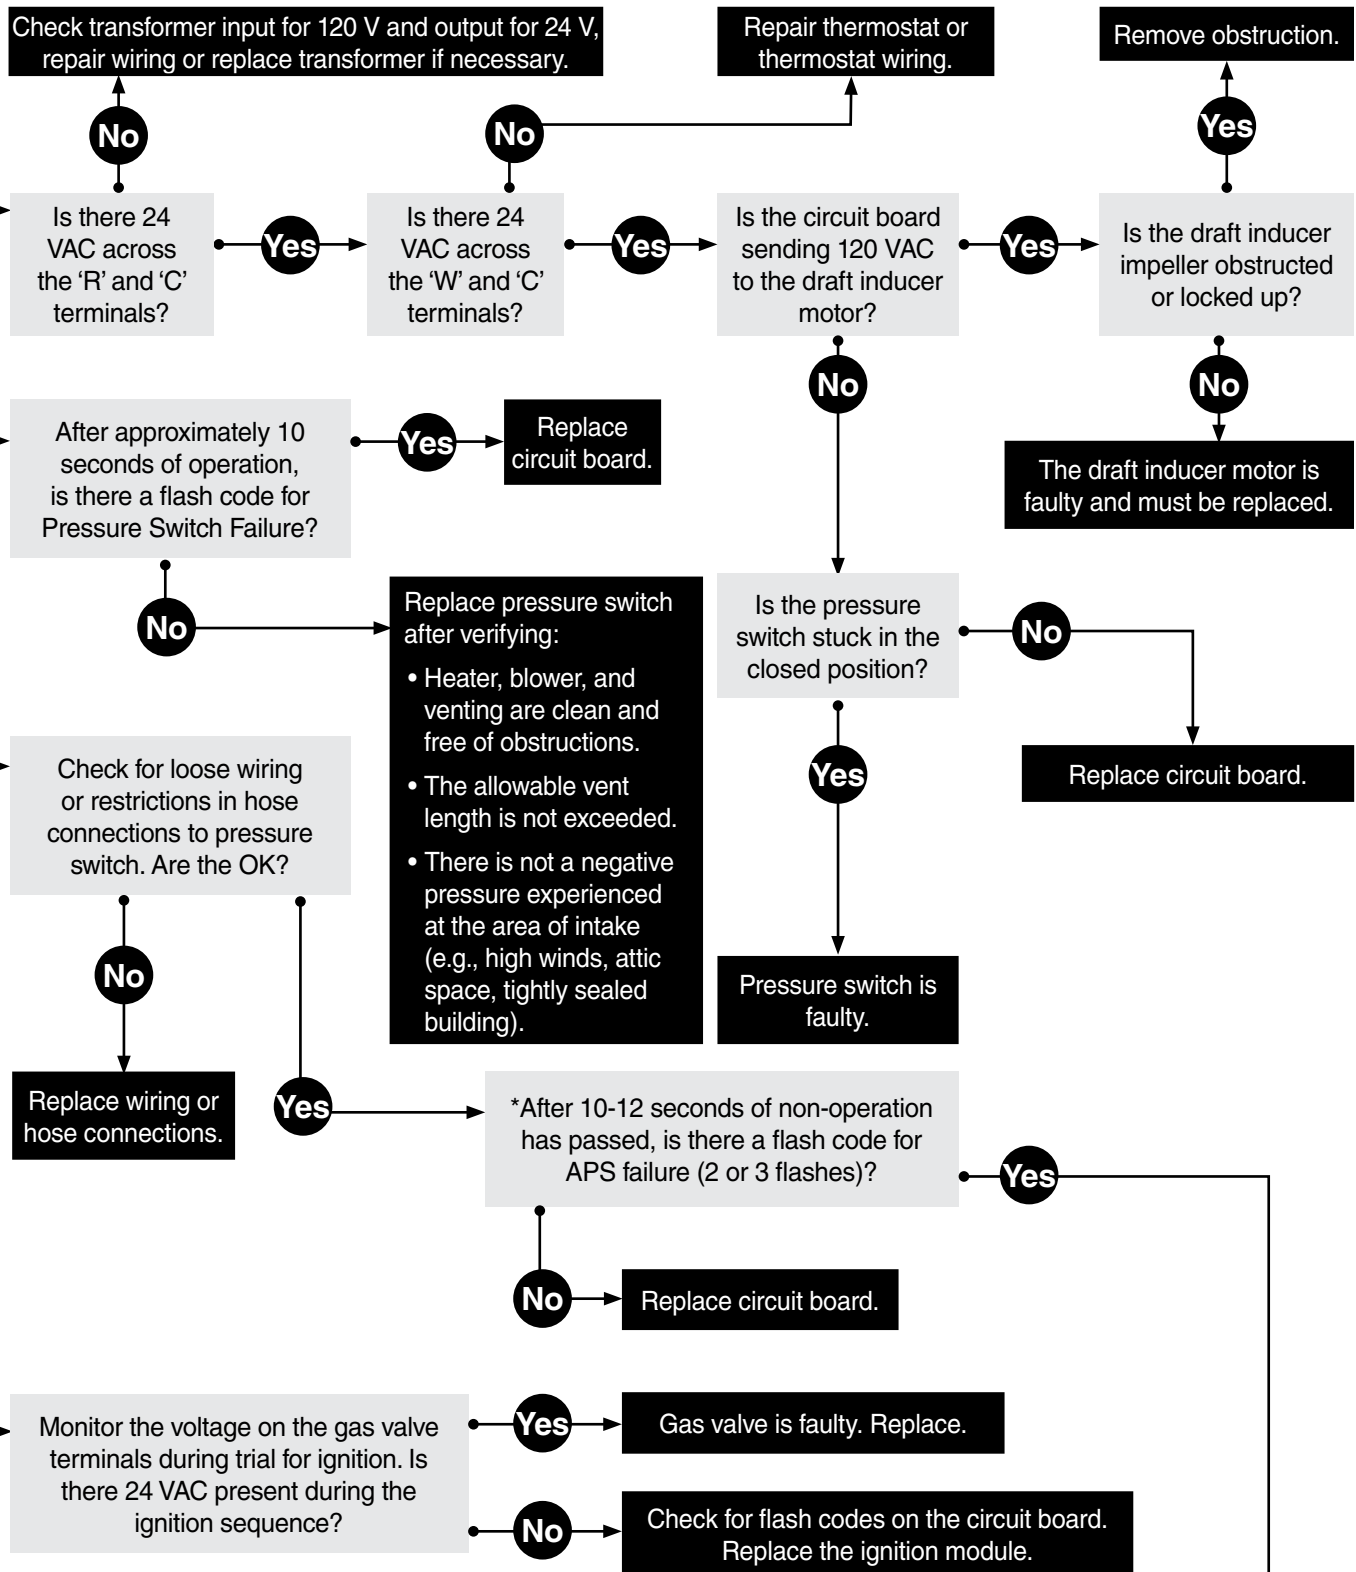 Check transformer input for 120 V and output for 24 V,
repair wiring or replace transformer if necessary.
Repair thermostat or
thermostat wiring.
Remove obstruction.
No
No
Yes
Is there 24
VAC across
the ‘R’ and ‘C’
terminals?
Yes
Is there 24
VAC across
the ‘W’ and ‘C’
terminals?
Yes
Is the circuit board
sending 120 VAC
to the draft inducer
motor?
Yes
Is the draft inducer
impeller obstructed
or locked up?
No
No
After approximately 10
seconds of operation,
is there a flash code for
Pressure Switch Failure?
Yes
Replace
circuit board.
The draft inducer motor is
faulty and must be replaced.
No
Replace pressure switch
after verifying:
• Heater, blower, and
venting are clean and
free of obstructions.
• The allowable vent
length is not exceeded.
• There is not a negative
pressure experienced
at the area of intake
(e.g., high winds, attic
space, tightly sealed
building).
Is the pressure
switch stuck in the
closed position?
No
Yes
Replace circuit board.
Check for loose wiring
or restrictions in hose
connections to pressure
switch. Are the OK?
No
Pressure switch is
faulty.
Replace wiring or
hose connections.
Yes
*After 10-12 seconds of non-operation
has passed, is there a flash code for
APS failure (2 or 3 flashes)?
Yes
No
Replace circuit board.
Monitor the voltage on the gas valve
terminals during trial for ignition. Is
there 24 VAC present during the
ignition sequence?
Yes
Gas valve is faulty. Replace.
No
Check for flash codes on the circuit board.
Replace the ignition module.